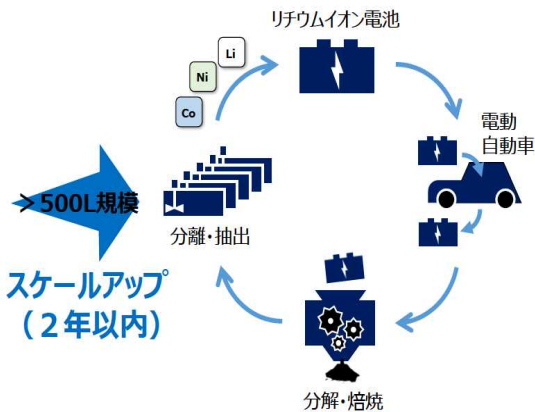 リチウムイオン電池
Li
Ni
Co
電動
自動車
>500L規模
分離・抽出
スケールアップ
(2年以内)
分解・焙焼